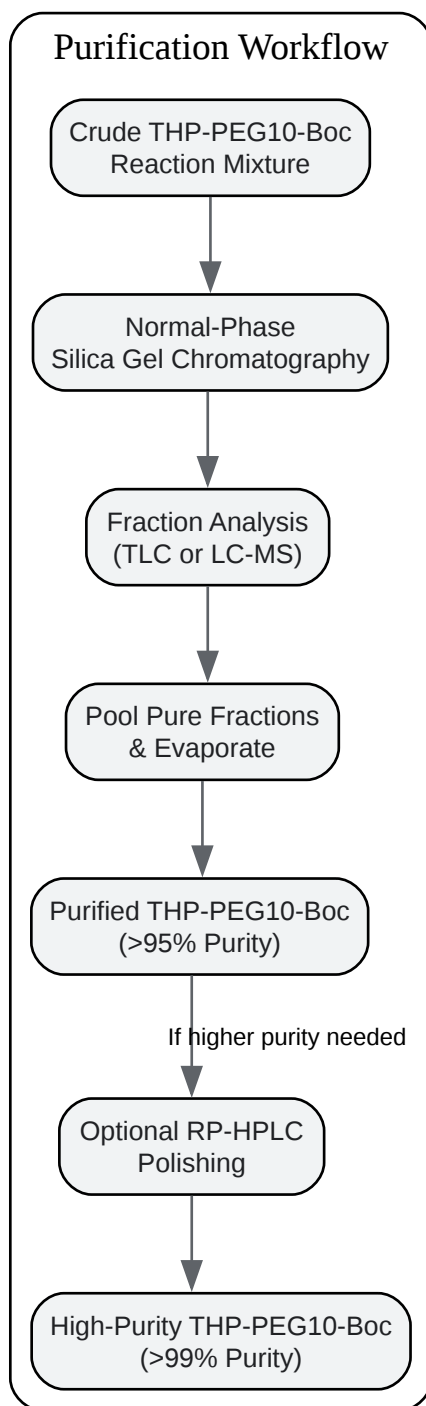 Purification Workflow
Crude THP-PEG10-Boc
Reaction Mixture
Normal-Phase
Silica Gel Chromatography
Fraction Analysis
(TLC or LC-MS)
Pool Pure Fractions
& Evaporate
Purified THP-PEG10-Boc
(>95% Purity)
If higher purity needed
Optional RP-HPLC
Polishing
High-Purity THP-PEG10-Boc
(>99% Purity)